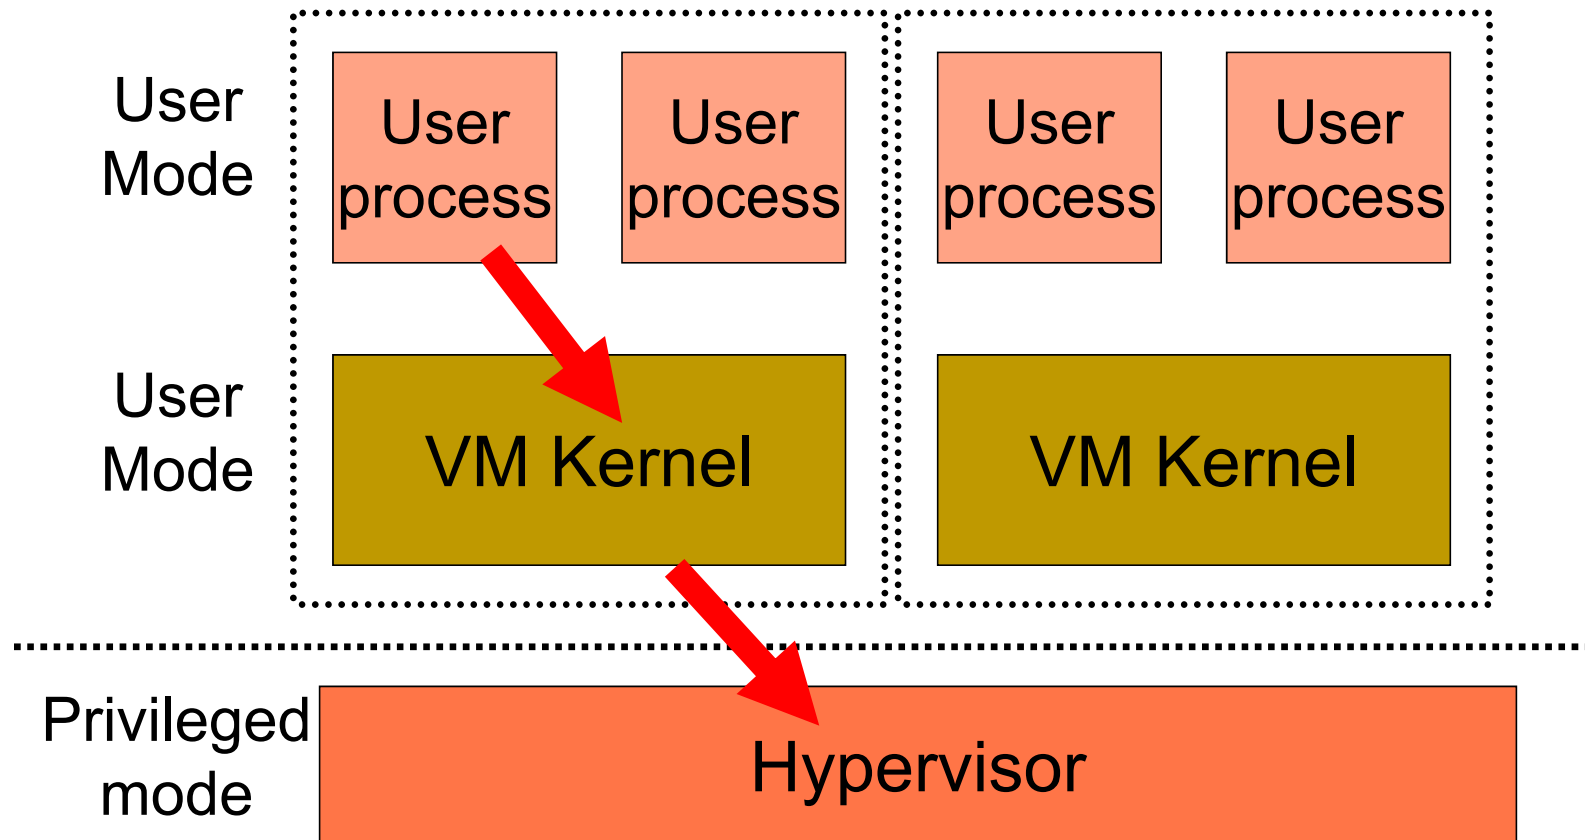 User
Mode
User
process
User
process
User
process
User
process
User
Mode
VM Kernel
VM Kernel
Privileged
mode
Hypervisor